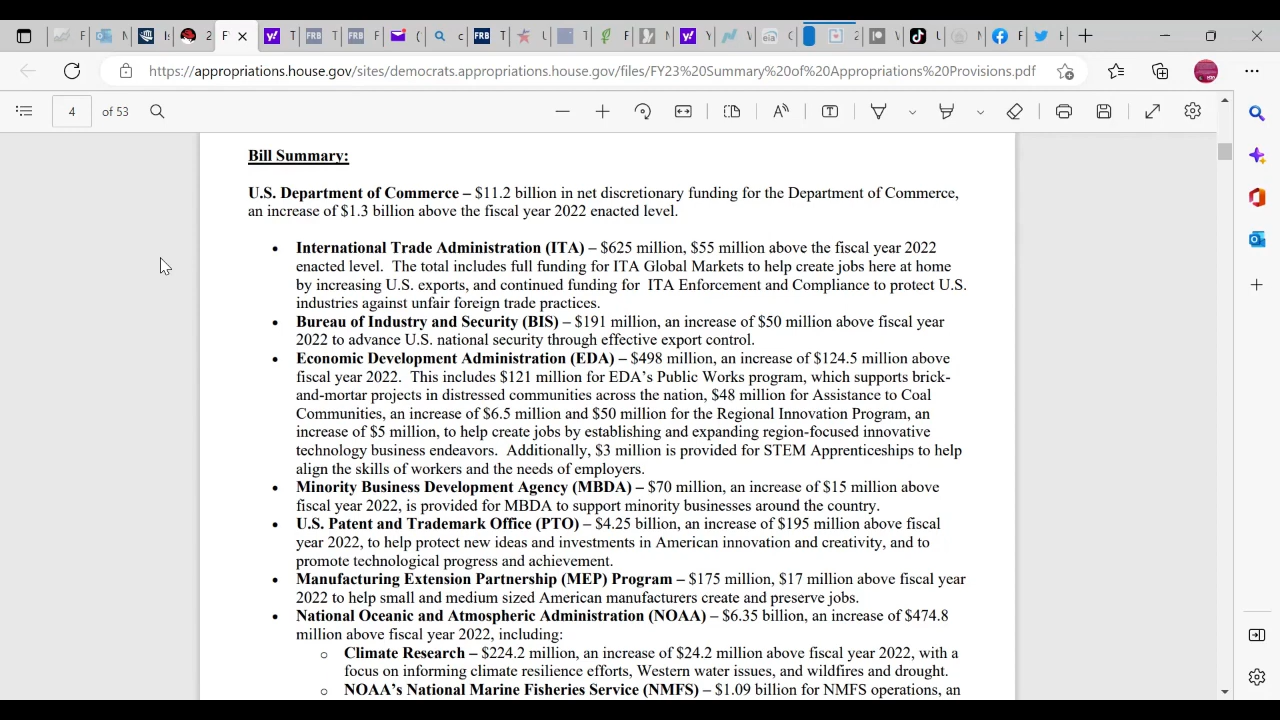 F
N
Is
2
F
T
FRB T
FRB F
(
c
FRB T
U
T
F
N
Y
V
eia C
2
V
U
N
F
H
https://appropriations.house.gov/sites/democrats.appropriations.house.gov/files/FY23%20Summary%20of%20Appropriations%20Provisions.pdf
4 of 53
Bill Summary:
U.S. Department of Commerce – $11.2 billion in net discretionary funding for the Department of Commerce,
an increase of $1.3 billion above the fiscal year 2022 enacted level.
• International Trade Administration (ITA) – $625 million, $55 million above the fiscal year 2022
enacted level. The total includes full funding for ITA Global Markets to help create jobs here at home
by increasing U.S. exports, and continued funding for ITA Enforcement and Compliance to protect U.S.
industries against unfair foreign trade practices.
• Bureau of Industry and Security (BIS) – $191 million, an increase of $50 million above fiscal year
2022 to advance U.S. national security through effective export control.
• Economic Development Administration (EDA) – $498 million, an increase of $124.5 million above
fiscal year 2022. This includes $121 million for EDA's Public Works program, which supports brick-
and-mortar projects in distressed communities across the nation, $48 million for Assistance to Coal
Communities, an increase of $6.5 million and $50 million for the Regional Innovation Program, an
increase of $5 million, to help create jobs by establishing and expanding region-focused innovative
technology business endeavors. Additionally, $3 million is provided for STEM Apprenticeships to help
align the skills of workers and the needs of employers.
• Minority Business Development Agency (MBDA) – $70 million, an increase of $15 million above
fiscal year 2022, is provided for MBDA to support minority businesses around the country.
• U.S. Patent and Trademark Office (PTO) – $4.25 billion, an increase of $195 million above fiscal
year 2022, to help protect new ideas and investments in American innovation and creativity, and to
promote technological progress and achievement.
• Manufacturing Extension Partnership (MEP) Program – $175 million, $17 million above fiscal year
2022 to help small and medium sized American manufacturers create and preserve jobs.
• National Oceanic and Atmospheric Administration (NOAA) – $6.35 billion, an increase of $474.8
million above fiscal year 2022, including:
o Climate Research – $224.2 million, an increase of $24.2 million above fiscal year 2022, with a
focus on informing climate resilience efforts, Western water issues, and wildfires and drought.
o NOAA's National Marine Fisheries Service (NMFS) – $1.09 billion for NMFS operations, an